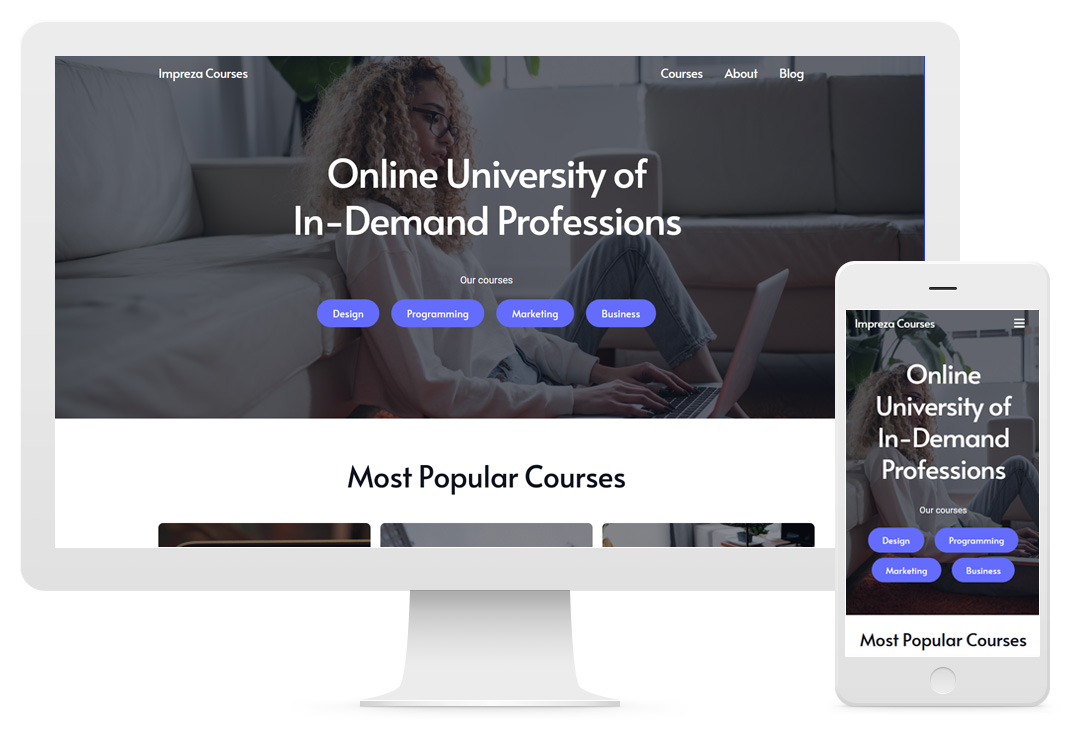 Impreza Courses
Courses About Blog
Online University of
In-Demand Professions
Our courses
Design Programming Marketing Business
Most Popular Courses
Impreza Courses
Online
University of
In-Demand
Professions
Our courses
Design Programming
Marketing Business
Most Popular Courses